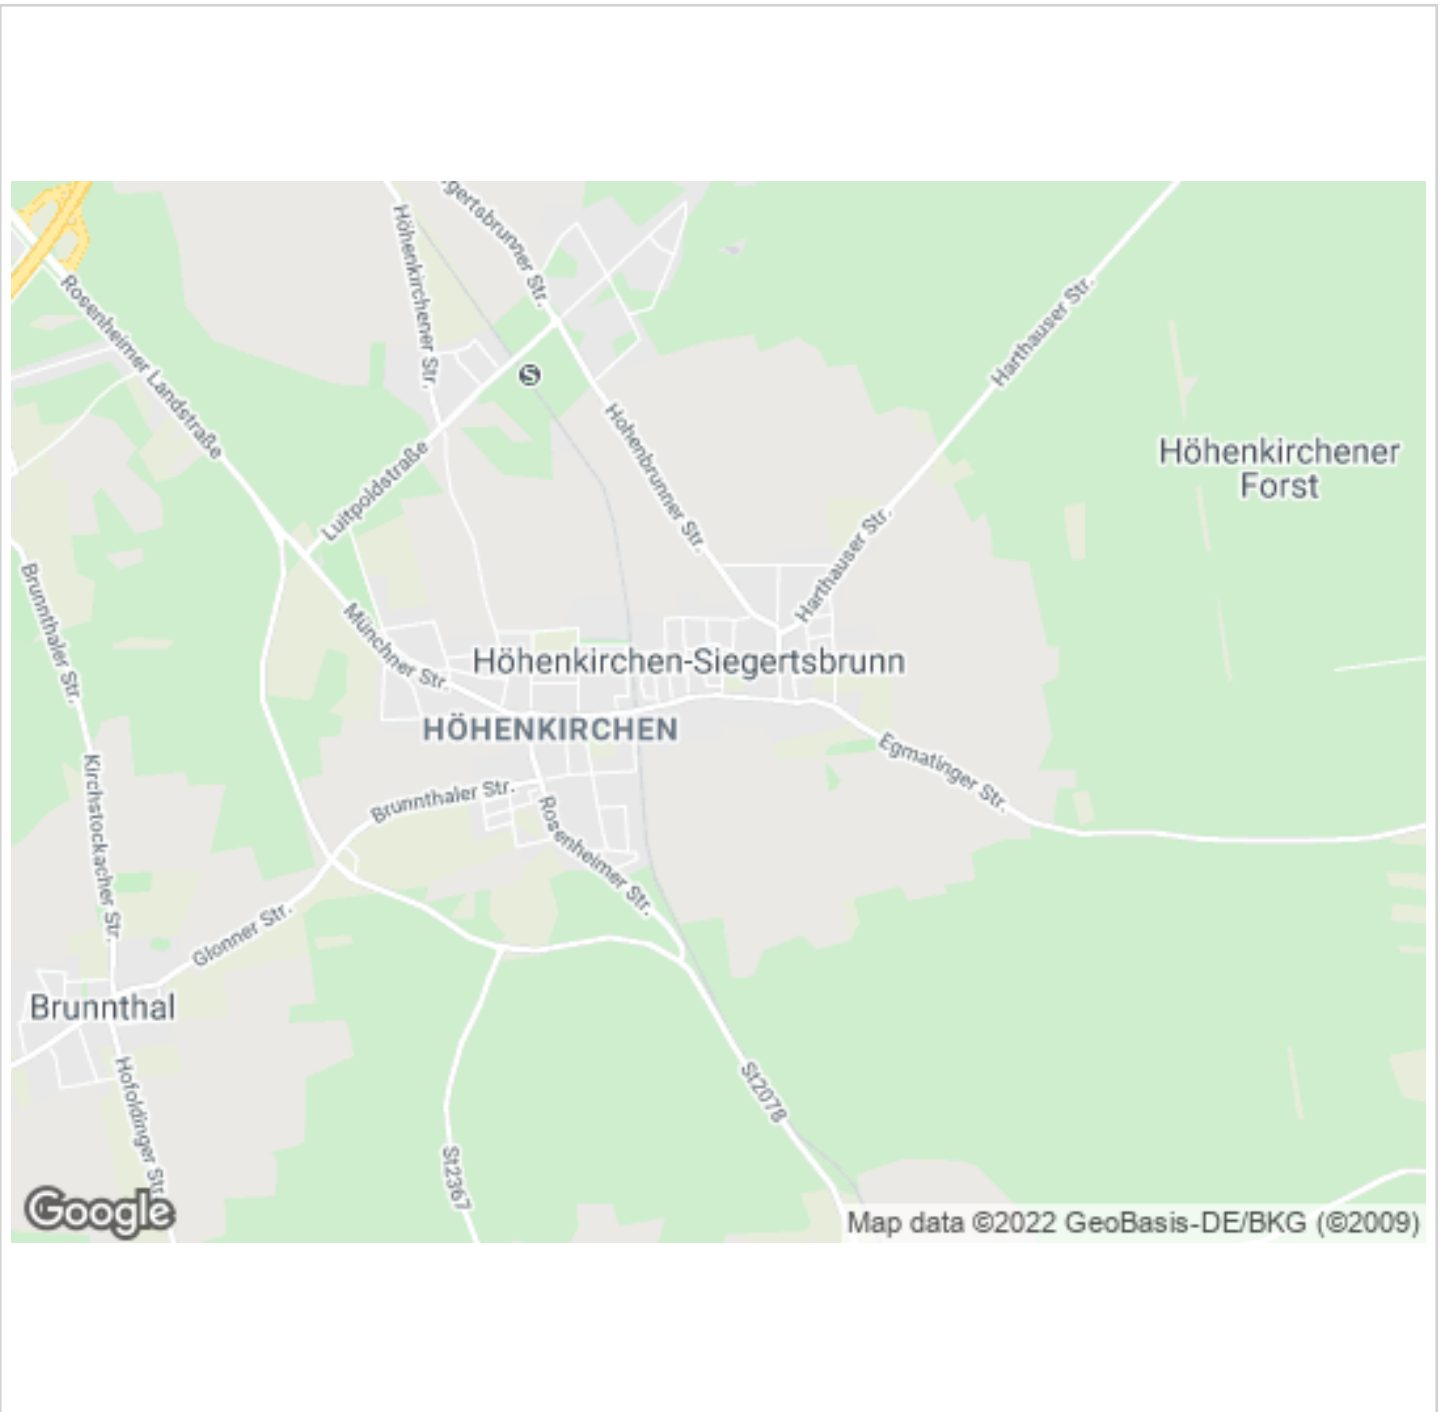 gertsbrunner Str.
Höhenkirchener Str.
Rosenheimer Landstraße
Harthauser Str.
S
Hohenbrunner Str.
Luitpoldstraße
Höhenkirchener
Forst
Harthauser Str.
Brunnthaler Str.
Münchner Str.
Höhenkirchen-Siegertsbrunn
HÖHENKIRCHEN
Egmatinger Str.
Kirchstockacher Str.
Brunnthaler Str.
Rosenheimer Str.
Glonner Str.
Brunnthal
Hofoldinger Str.
St2078
St2367
Google
Map data ©2022 GeoBasis-DE/BKG (©2009)